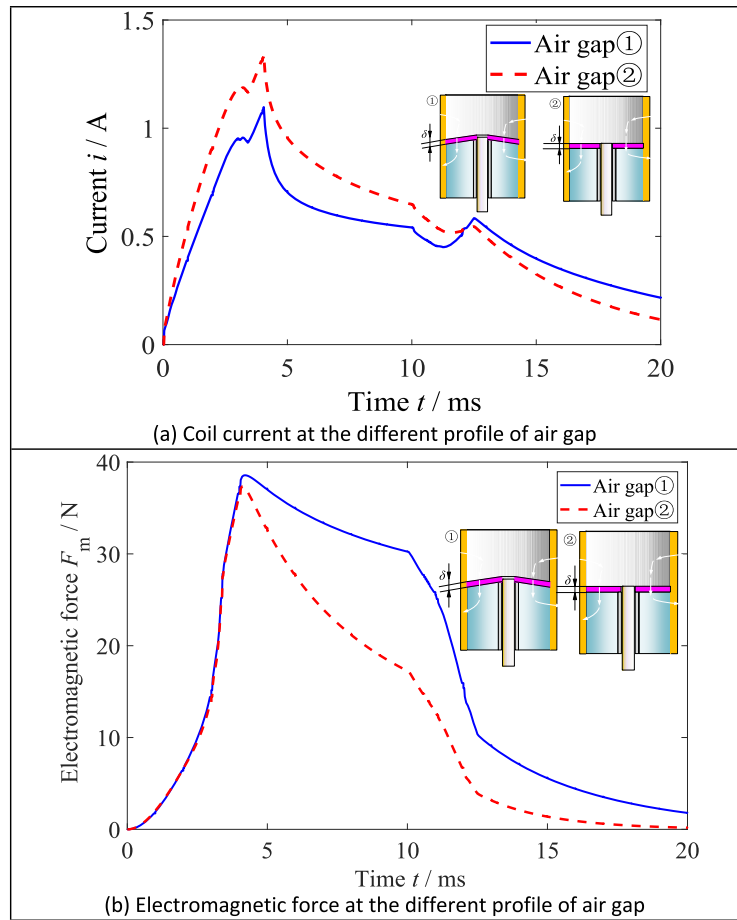 1.5
1
0.5
0
Current i / A
Air gap①
Air gap②
①
②
δ
δ
0
5
10
15
20
Time t / ms
(a) Coil current at the different profile of air gap
40
30
20
10
0
Electromagnetic force Fm / N
Air gap①
Air gap②
①
②
δ
δ
0
5
10
15
20
Time t / ms
(b) Electromagnetic force at the different profile of air gap